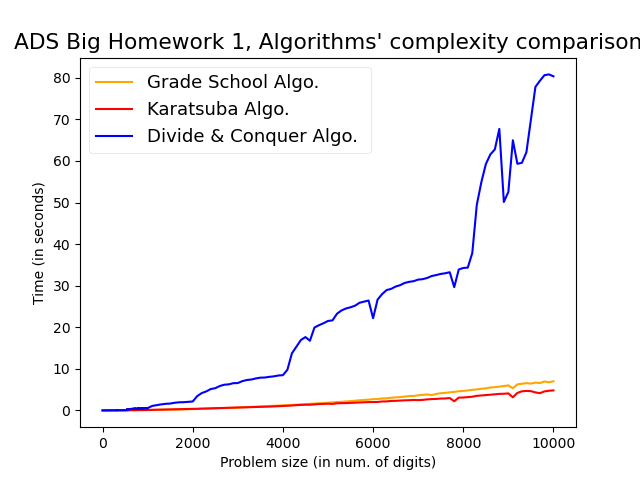 ADS Big Homework 1, Algorithms' complexity comparison
Grade School Algo.
Karatsuba Algo.
Divide & Conquer Algo.
Time (in seconds)
80
70
60
50
40
30
20
10
0
0 2000 4000 6000 8000 10000
Problem size (in num. of digits)